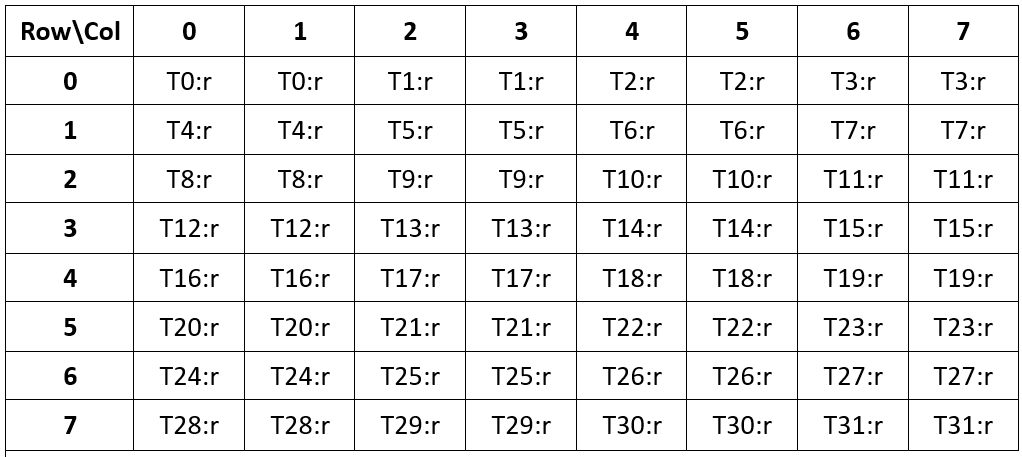 Row\Col 0 1 2 3 4 5 6 7
0 T0:r T0:r T1:r T1:r T2:r T2:r T3:r T3:r
1 T4:r T4:r T5:r T5:r T6:r T6:r T7:r T7:r
2 T8:r T8:r T9:r T9:r T10:r T10:r T11:r T11:r
3 T12:r T12:r T13:r T13:r T14:r T14:r T15:r T15:r
4 T16:r T16:r T17:r T17:r T18:r T18:r T19:r T19:r
5 T20:r T20:r T21:r T21:r T22:r T22:r T23:r T23:r
6 T24:r T24:r T25:r T25:r T26:r T26:r T27:r T27:r
7 T28:r T28:r T29:r T29:r T30:r T30:r T31:r T31:r